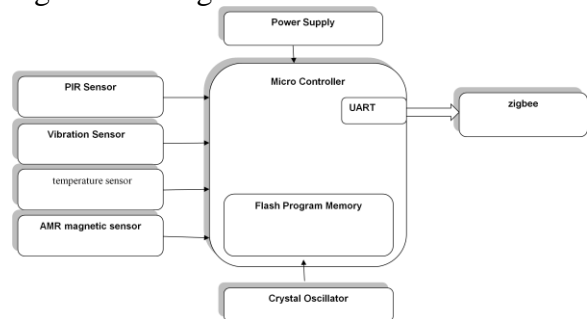 Power Supply
Micro Controller
PIR Sensor
UART
zigbee
Vibration Sensor
temperature sensor
Flash Program Memory
AMR magnetic sensor
Crystal Oscillator